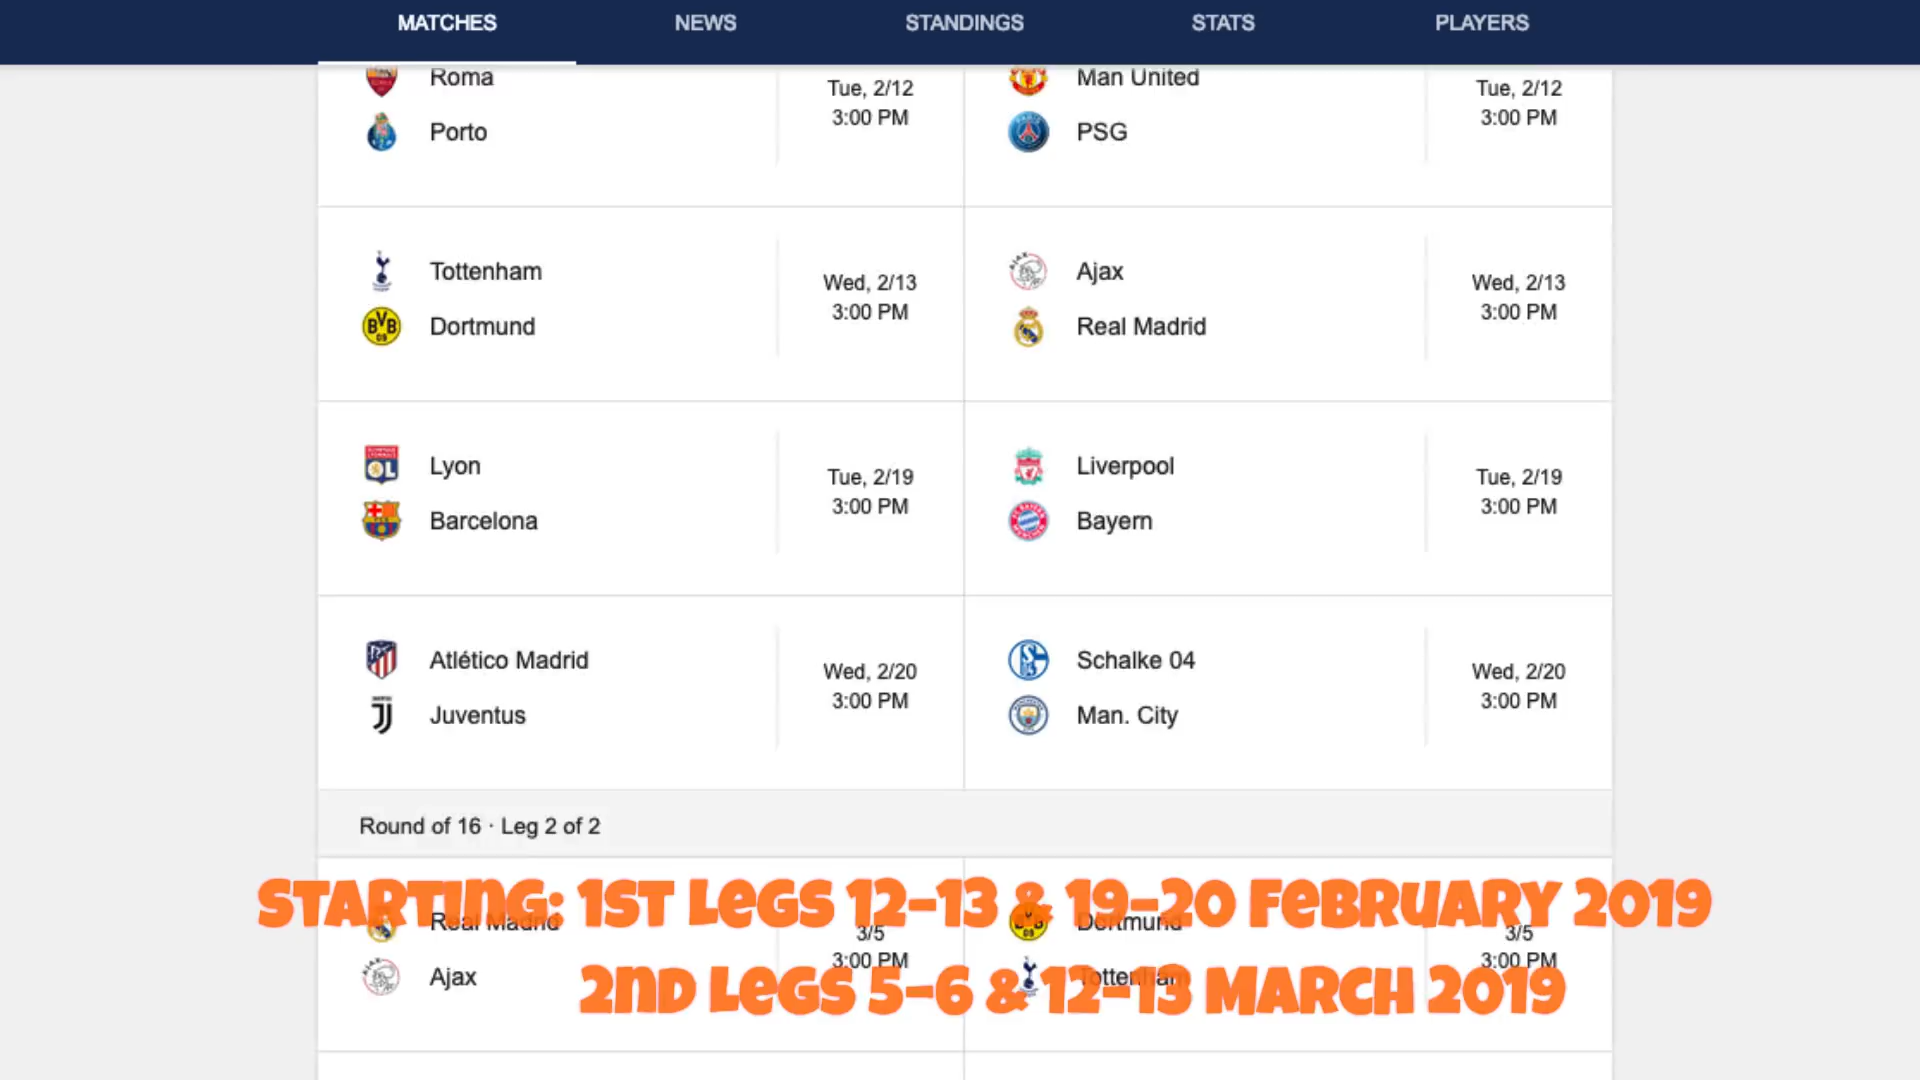 MATCHES NEWS STANDINGS STATS PLAYERS
Roma
Porto
Tue, 2/12
3:00 PM
Man United
PSG
Tue, 2/12
3:00 PM
Tottenham
Dortmund
Wed, 2/13
3:00 PM
Ajax
Real Madrid
Wed, 2/13
3:00 PM
Lyon
Barcelona
Tue, 2/19
3:00 PM
Liverpool
Bayern
Tue, 2/19
3:00 PM
Atlético Madrid
Juventus
Wed, 2/20
3:00 PM
Schalke 04
Man. City
Wed, 2/20
3:00 PM
Round of 16 · Leg 2 of 2
STARTING: 1ST LEGS 12-13 & 19-20 FEBRUARY 2019
2ND LEGS 5-6 & 12-13 MARCH 2019
Real Madrid
Ajax
3/5
3:00 PM
Dortmund
Tottenham
3/5
3:00 PM